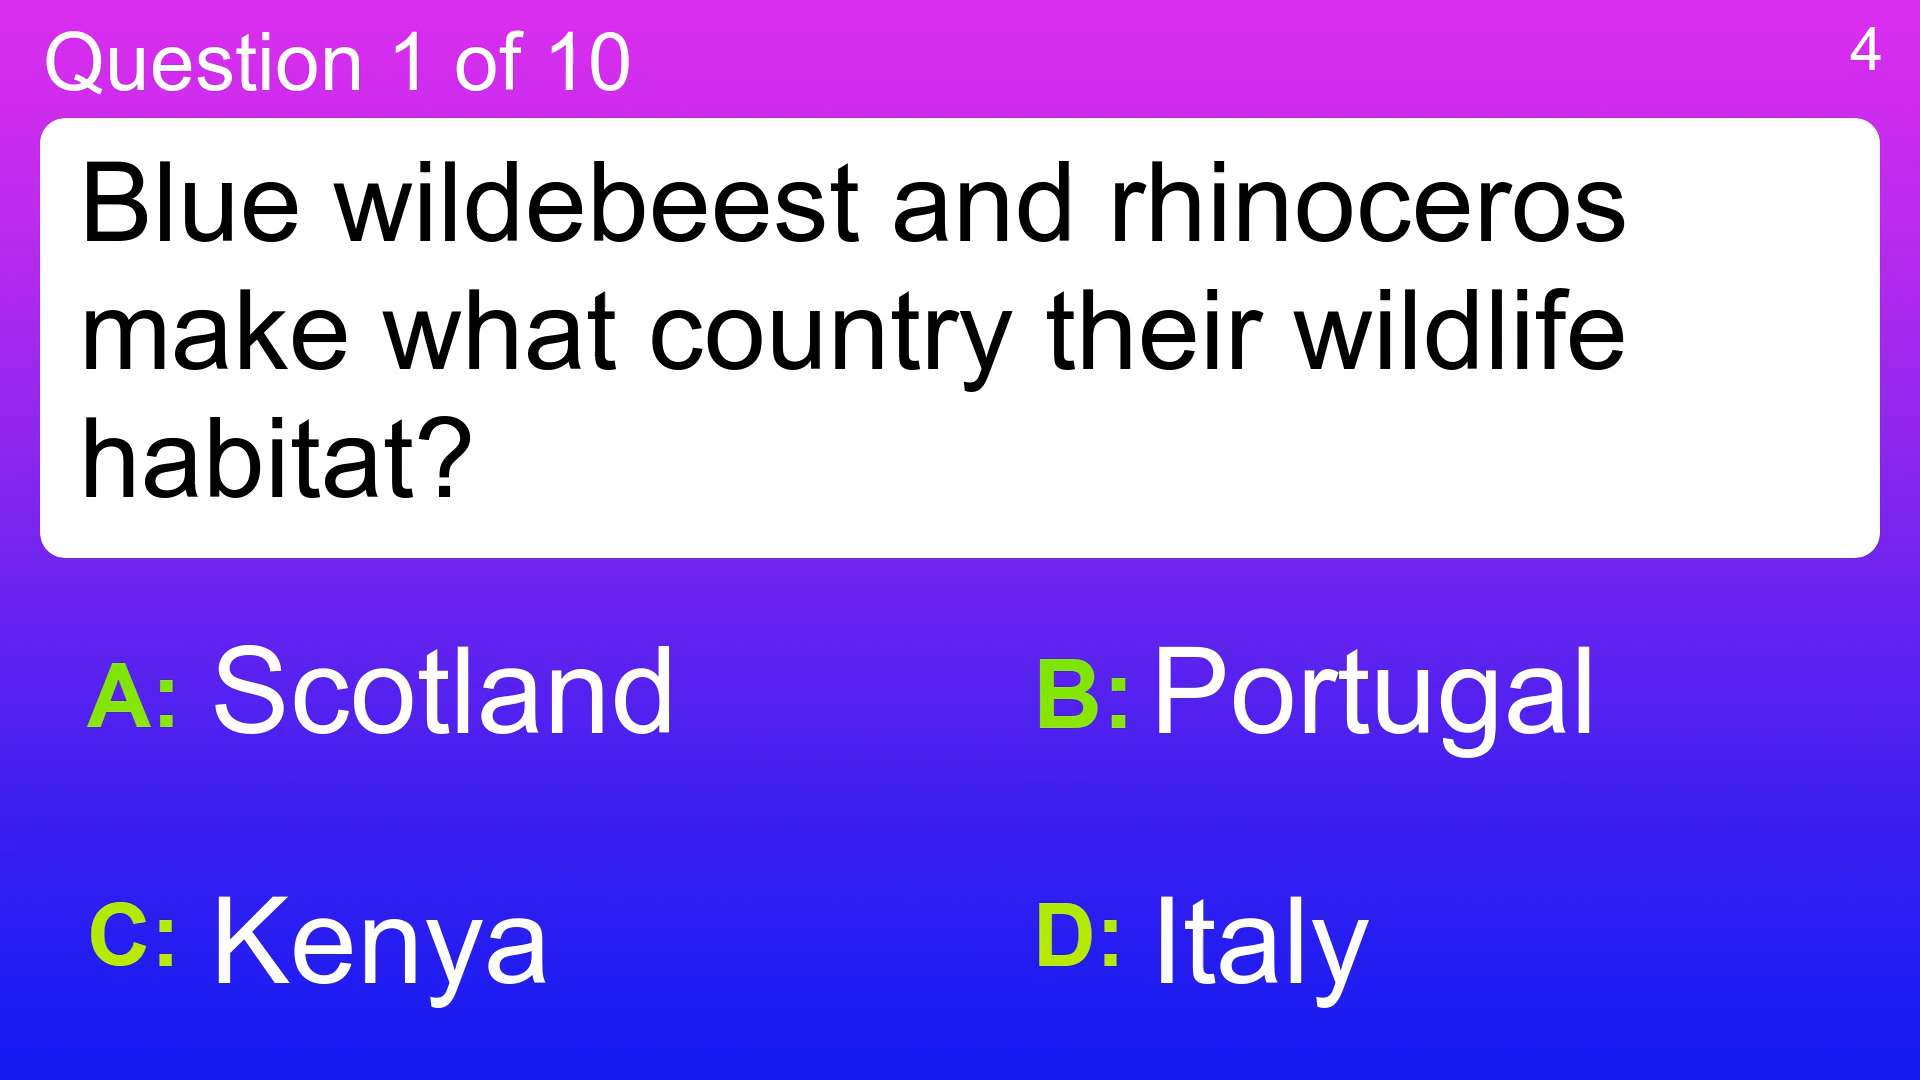 Question 1 of 10
4
Blue wildebeest and rhinoceros
make what country their wildlife
habitat?
A: Scotland
B: Portugal
C: Kenya
D: Italy